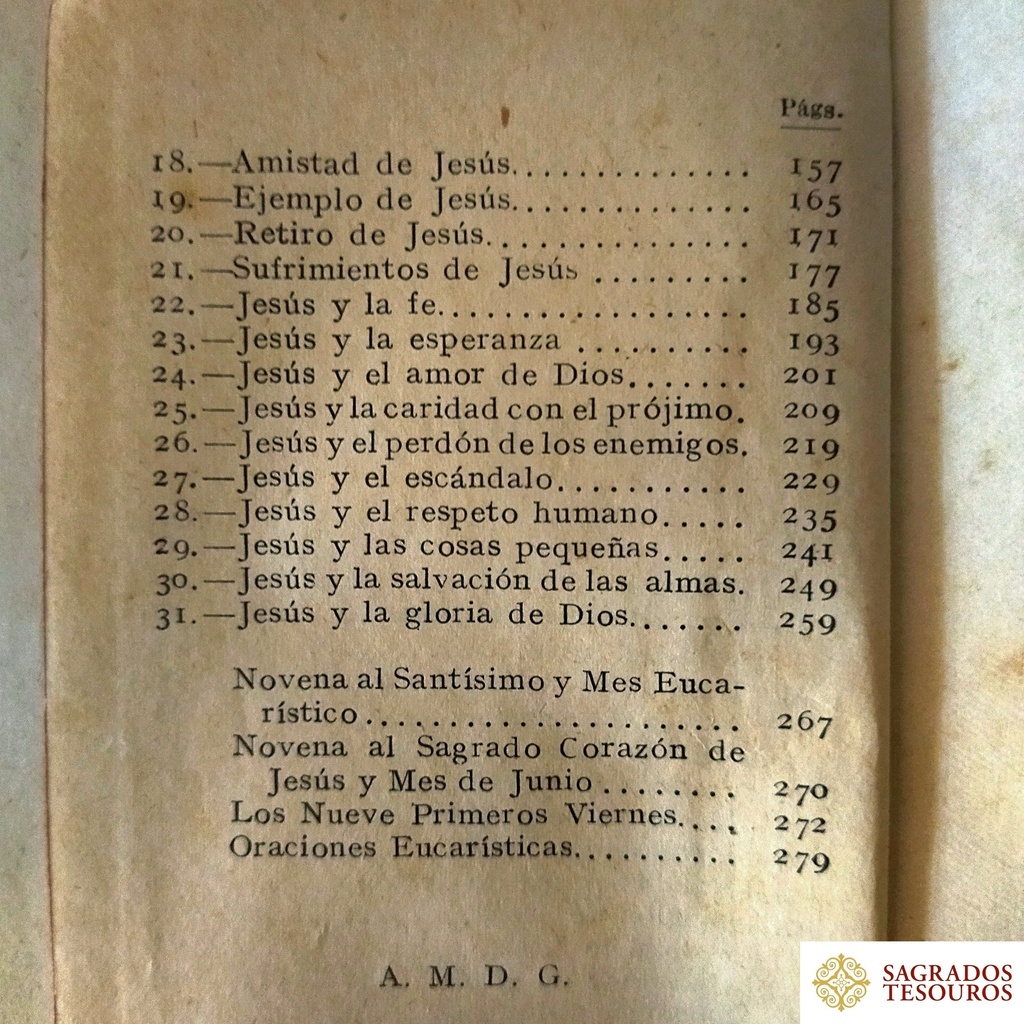 Págs.
18.—Amistad de Jesús.............. 157
19.—Ejemplo de Jesús.............. 165
20.—Retiro de Jesús............... 171
21.—Sufrimientos de Jesús ......... 177
22.—Jesús y la fe.................. 185
23.—Jesús y la esperanza .......... 193
24.—Jesús y el amor de Dios....... 201
25.—Jesús y la caridad con el prójimo. 209
26.—Jesús y el perdón de los enemigos. 219
27.—Jesús y el escándalo........... 229
28.—Jesús y el respeto humano..... 235
29.—Jesús y las cosas pequeñas..... 241
30.—Jesús y la salvación de las almas. 249
31.—Jesús y la gloria de Dios....... 259
Novena al Santísimo y Mes Euca-
rístico....................... 267
Novena al Sagrado Corazón de
Jesús y Mes de Junio ........ 270
Los Nueve Primeros Viernes.... 272
Oraciones Eucarísticas.......... 279
A. M. D. G.
SAGRADOS
TESOUROS